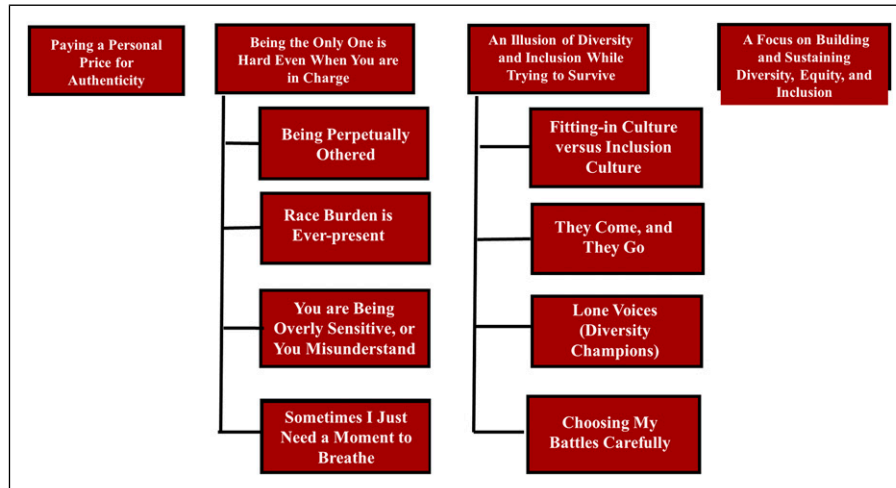 Paying a Personal
Price for
Authenticity
Being the Only One is
Hard Even When You are
in Charge
Being Perpetually
Othered
Race Burden is
Ever-present
You are Being
Overly Sensitive, or
You Misunderstand
Sometimes I Just
Need a Moment to
Breathe
An Illusion of Diversity
and Inclusion While
Trying to Survive
Fitting-in Culture
versus Inclusion
Culture
They Come, and
They Go
Lone Voices
(Diversity
Champions)
Choosing My
Battles Carefully
A Focus on Building
and Sustaining
Diversity, Equity, and
Inclusion